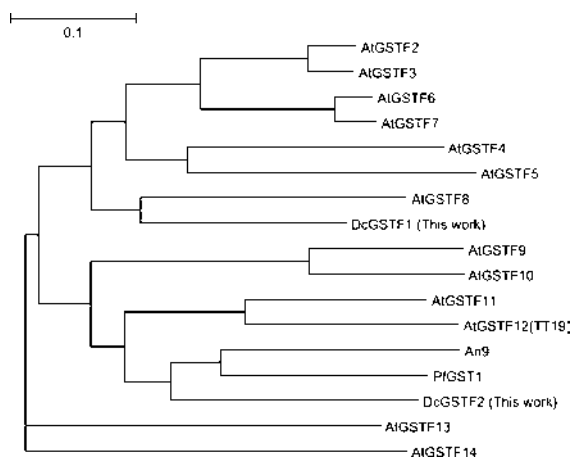 0.1
AtGSTF2
AtGSTF3
AtGSTF6
AtGSTF7
AtGSTF4
AtGSTF5
AtGSTF8
DcGSTF1 (This work)
AtGSTF9
AtGSTF10
AtGSTF11
AtGSTF12(TT19)
An9
PfGST1
DcGSTF2 (This work)
AtGSTF13
AtGSTF14